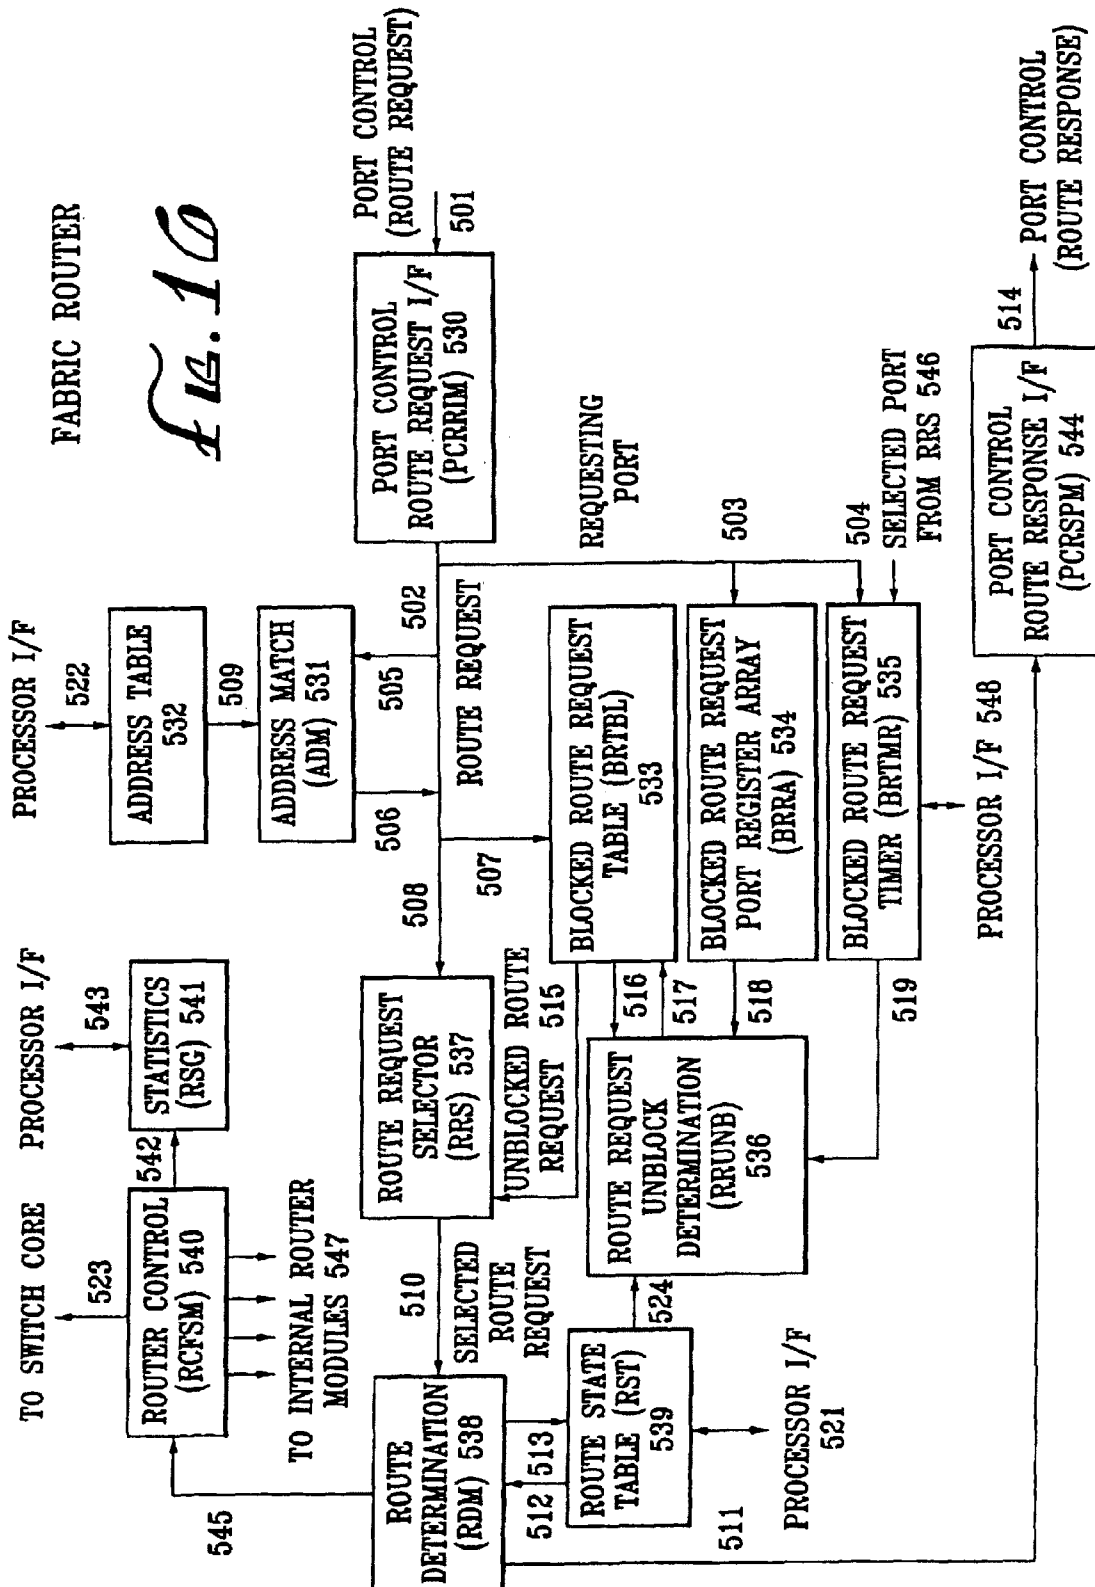 FABRIC ROUTER
FIG. 16
TO SWITCH CORE
523
ROUTER CONTROL
(RCFSM) 540
TO INTERNAL ROUTER
MODULES 547
545
542
PROCESSOR I/F
543
STATISTICS
(RSG) 541
PROCESSOR I/F
522
ADDRESS TABLE
532
509
ADDRESS MATCH
(ADM) 531
506
505
PORT CONTROL
(ROUTE REQUEST)
501
PORT CONTROL
ROUTE REQUEST I/F
(PCRRIM) 530
502
ROUTE REQUEST
508
507
ROUTE REQUEST
SELECTOR
(RRS) 537
510
SELECTED
ROUTE
REQUEST
UNBLOCKED ROUTE
REQUEST 515
ROUTE
DETERMINATION
(RDM) 538
512
513
ROUTE STATE
TABLE (RST)
539
511
PROCESSOR I/F
521
524
ROUTE REQUEST
UNBLOCK
DETERMINATION
(RRUNB)
536
516
517
518
519
BLOCKED ROUTE REQUEST
TABLE (BRTBL)
533
REQUESTING
PORT
503
BLOCKED ROUTE REQUEST
PORT REGISTER ARRAY
(BRRA) 534
504
BLOCKED ROUTE REQUEST
TIMER (BRTMR) 535
SELECTED PORT
FROM RRS 546
PROCESSOR I/F 548
PORT CONTROL
ROUTE RESPONSE I/F
(PCRSPM) 544
514
PORT CONTROL
(ROUTE RESPONSE)